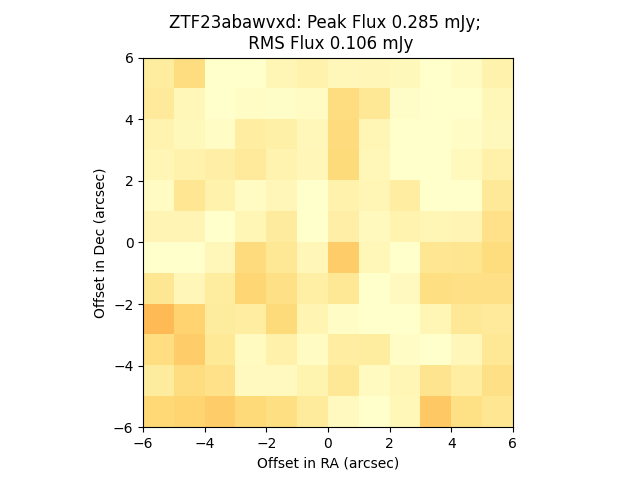 ZTF23abawvxd: Peak Flux 0.285 mJy;
RMS Flux 0.106 mJy
6
4
2
0
−2
−4
−6
Offset in Dec (arcsec)
−6 −4 −2 0 2 4 6
Offset in RA (arcsec)